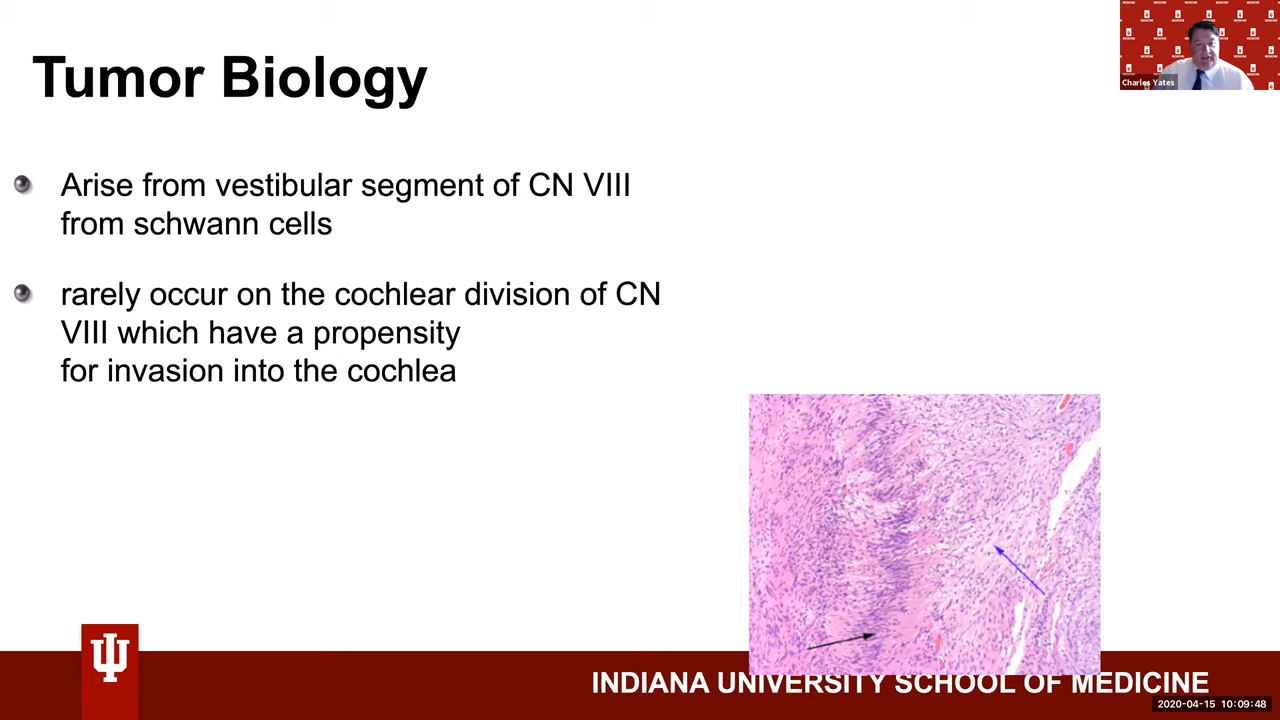 Tumor Biology
Charles Yates
Arise from vestibular segment of CN VIII
from schwann cells
rarely occur on the cochlear division of CN
VIII which have a propensity
for invasion into the cochlea
INDIANA UNIVERSITY SCHOOL OF MEDICINE
2020-04-15 10:09:48